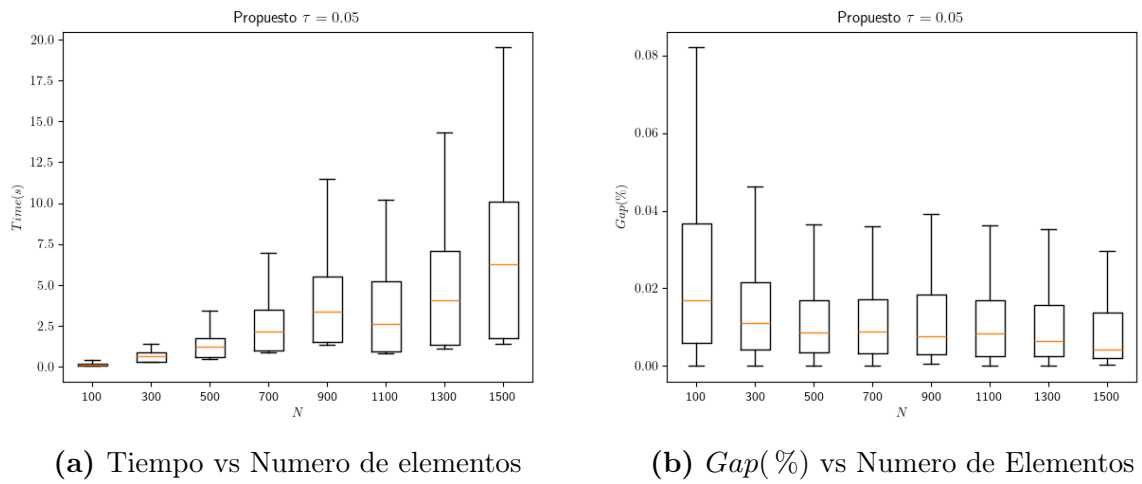 Propuesto τ = 0.05
20.0
17.5
15.0
12.5
10.0
7.5
5.0
2.5
0.0
Time(s)
100 300 500 700 900 1100 1300 1500
N
(a) Tiempo vs Numero de elementos
Propuesto τ = 0.05
0.08
0.06
0.04
0.02
0.00
Gap(%)
100 300 500 700 900 1100 1300 1500
N
(b) Gap( %) vs Numero de Elementos